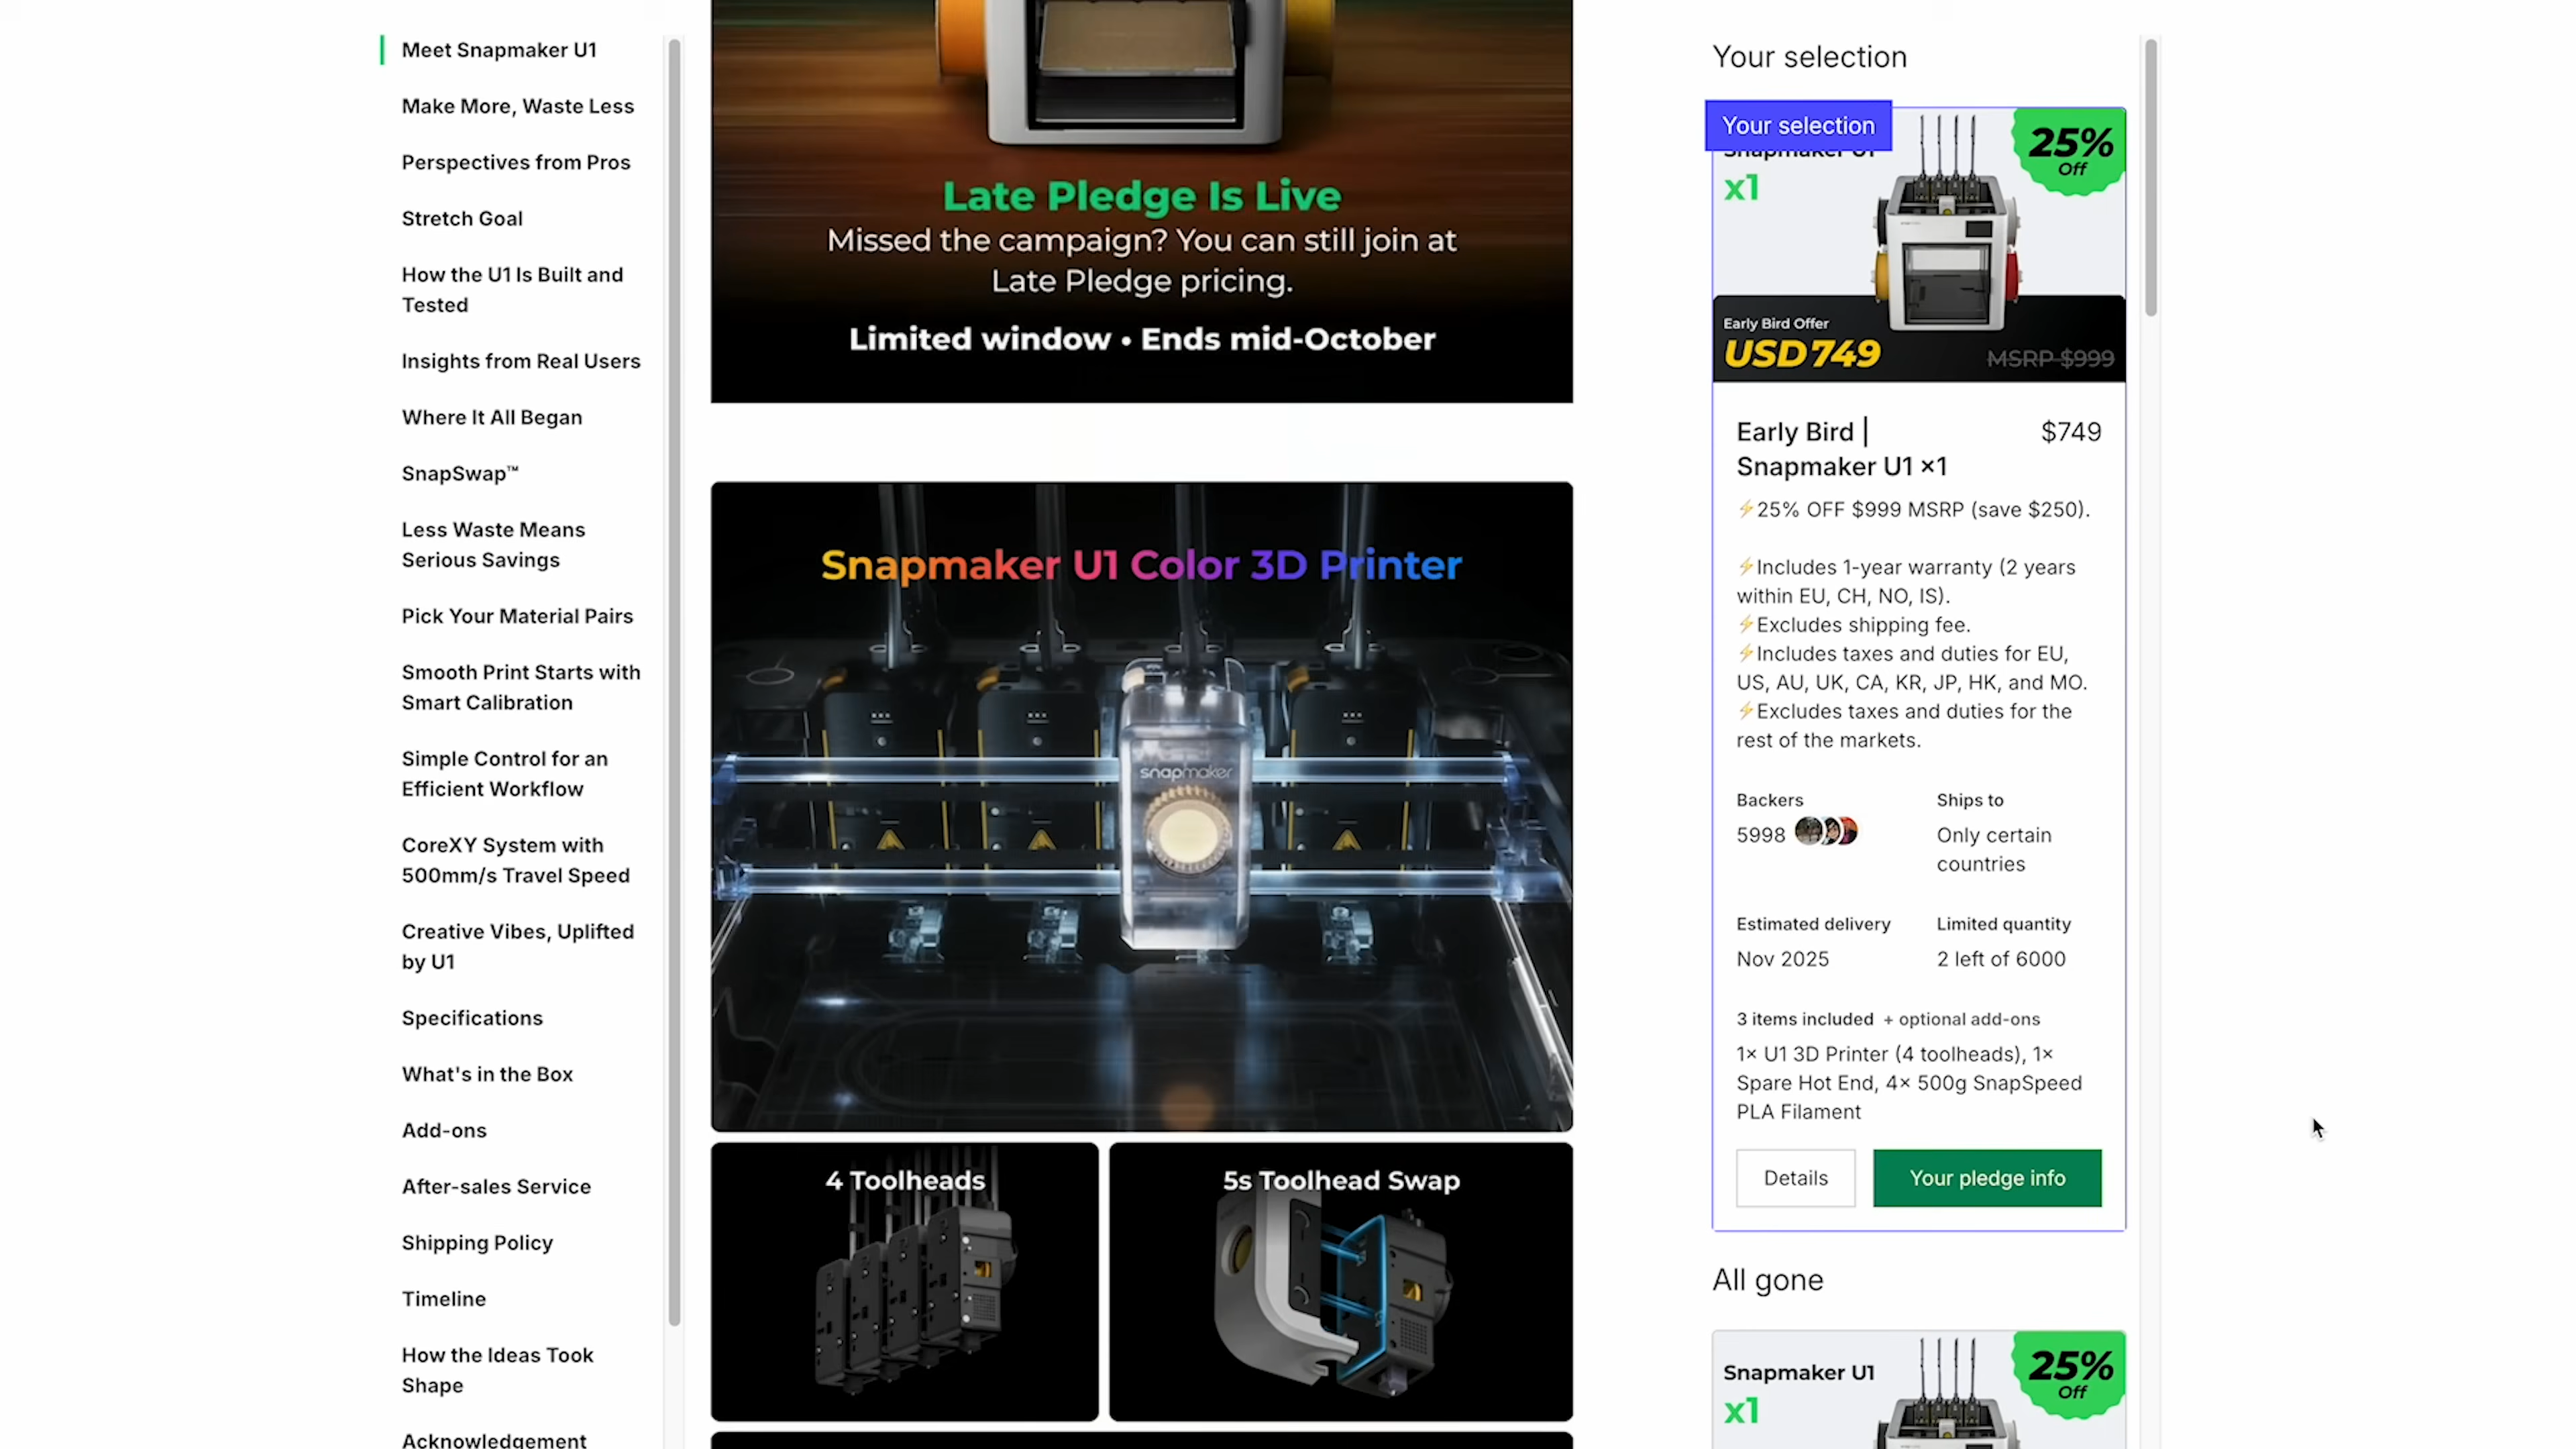 Meet Snapmaker U1
Make More, Waste Less
Perspectives from Pros
Stretch Goal
How the U1 Is Built and
Tested
Insights from Real Users
Where It All Began
SnapSwap™
Less Waste Means
Serious Savings
Pick Your Material Pairs
Smooth Print Starts with
Smart Calibration
Simple Control for an
Efficient Workflow
CoreXY System with
500mm/s Travel Speed
Creative Vibes, Uplifted
by U1
Specifications
What's in the Box
Add-ons
After-sales Service
Shipping Policy
Timeline
How the Ideas Took
Shape
Acknowledgement
Late Pledge Is Live
Missed the campaign? You can still join at
Late Pledge pricing.
Limited window • Ends mid-October
Snapmaker U1 Color 3D Printer
snapmaker
4 Toolheads
5s Toolhead Swap
Your selection
Your selection
Snapmaker U1
x1
25%
Off
Early Bird Offer
USD749
MSRP $999
Early Bird |
Snapmaker U1 ×1
$749
⚡25% OFF $999 MSRP (save $250).
⚡Includes 1-year warranty (2 years
within EU, CH, NO, IS).
⚡Excludes shipping fee.
⚡Includes taxes and duties for EU,
US, AU, UK, CA, KR, JP, HK, and MO.
⚡Excludes taxes and duties for the
rest of the markets.
Backers
5998
Ships to
Only certain
countries
Estimated delivery
Nov 2025
Limited quantity
2 left of 6000
3 items included + optional add-ons
1× U1 3D Printer (4 toolheads), 1×
Spare Hot End, 4× 500g SnapSpeed
PLA Filament
Details
Your pledge info
All gone
Snapmaker U1
x1
25%
Off